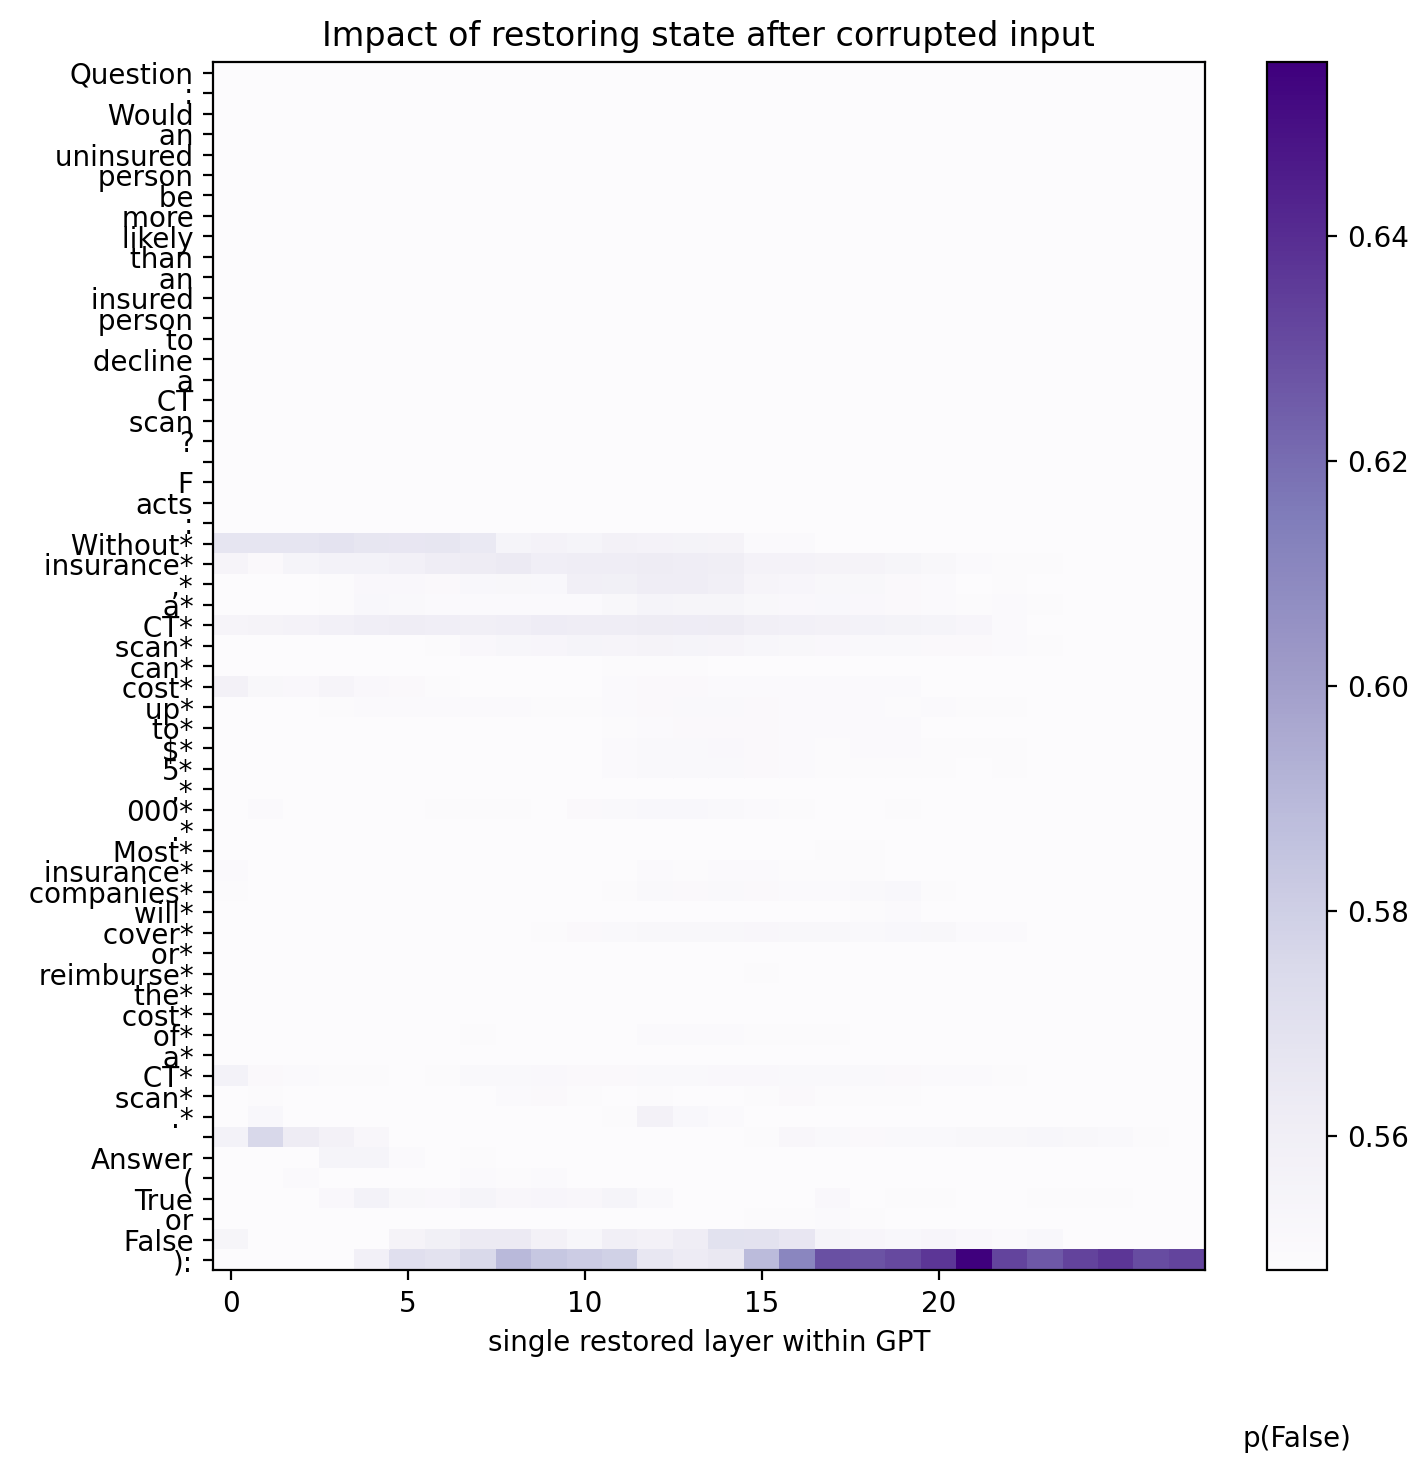 Impact of restoring state after corrupted input
Question
:
Would
an
uninsured
person
be
more
likely
than
an
insured
person
to
decline
a
CT
scan
?
F
acts
:
Without*
insurance*
,*
a*
CT*
scan*
can*
cost*
up*
to*
$*
5*
,*
000*
.*
Most*
insurance*
companies*
will*
cover*
or*
reimburse*
the*
cost*
of*
a*
CT*
scan*
.*
Answer
(
True
or
False
):
0
5
10
15
20
single restored layer within GPT
0.64
0.62
0.60
0.58
0.56
p(False)